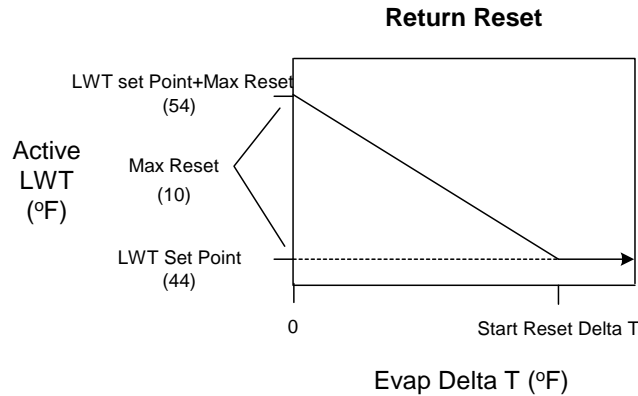 Return Reset
LWT set Point+Max Reset
(54)
Active
LWT
(ºF)
Max Reset
(10)
LWT Set Point
(44)
0
Start Reset Delta T
Evap Delta T (ºF)